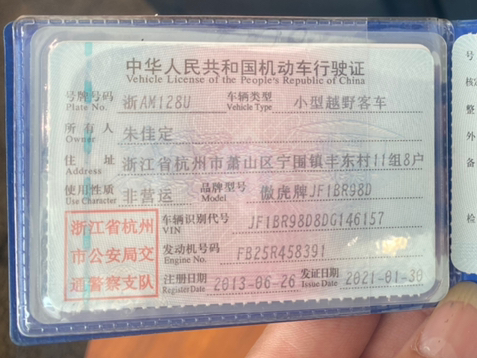 中华人民共和国机动车行驶证
Vehicle License of the People's Republic of China
号牌号码 浙AM128U 车辆类型 小型越野客车
Plate No. Vehicle Type
所有人 朱佳定
Owner
住址 浙江省杭州市萧山区宁围镇丰东村11组8户
Address
使用性质 非营运 品牌型号 傲虎牌JF1BR98D
Use Character Model
浙江省杭州
市公安局交
通警察支队
车辆识别代号 JF1BR98D8DG146157
VIN
发动机号码 FB25R458391
Engine No.
注册日期 2013-06-26 发证日期 2021-01-30
Register Date Issue Date
号
核定
整
外
备
检